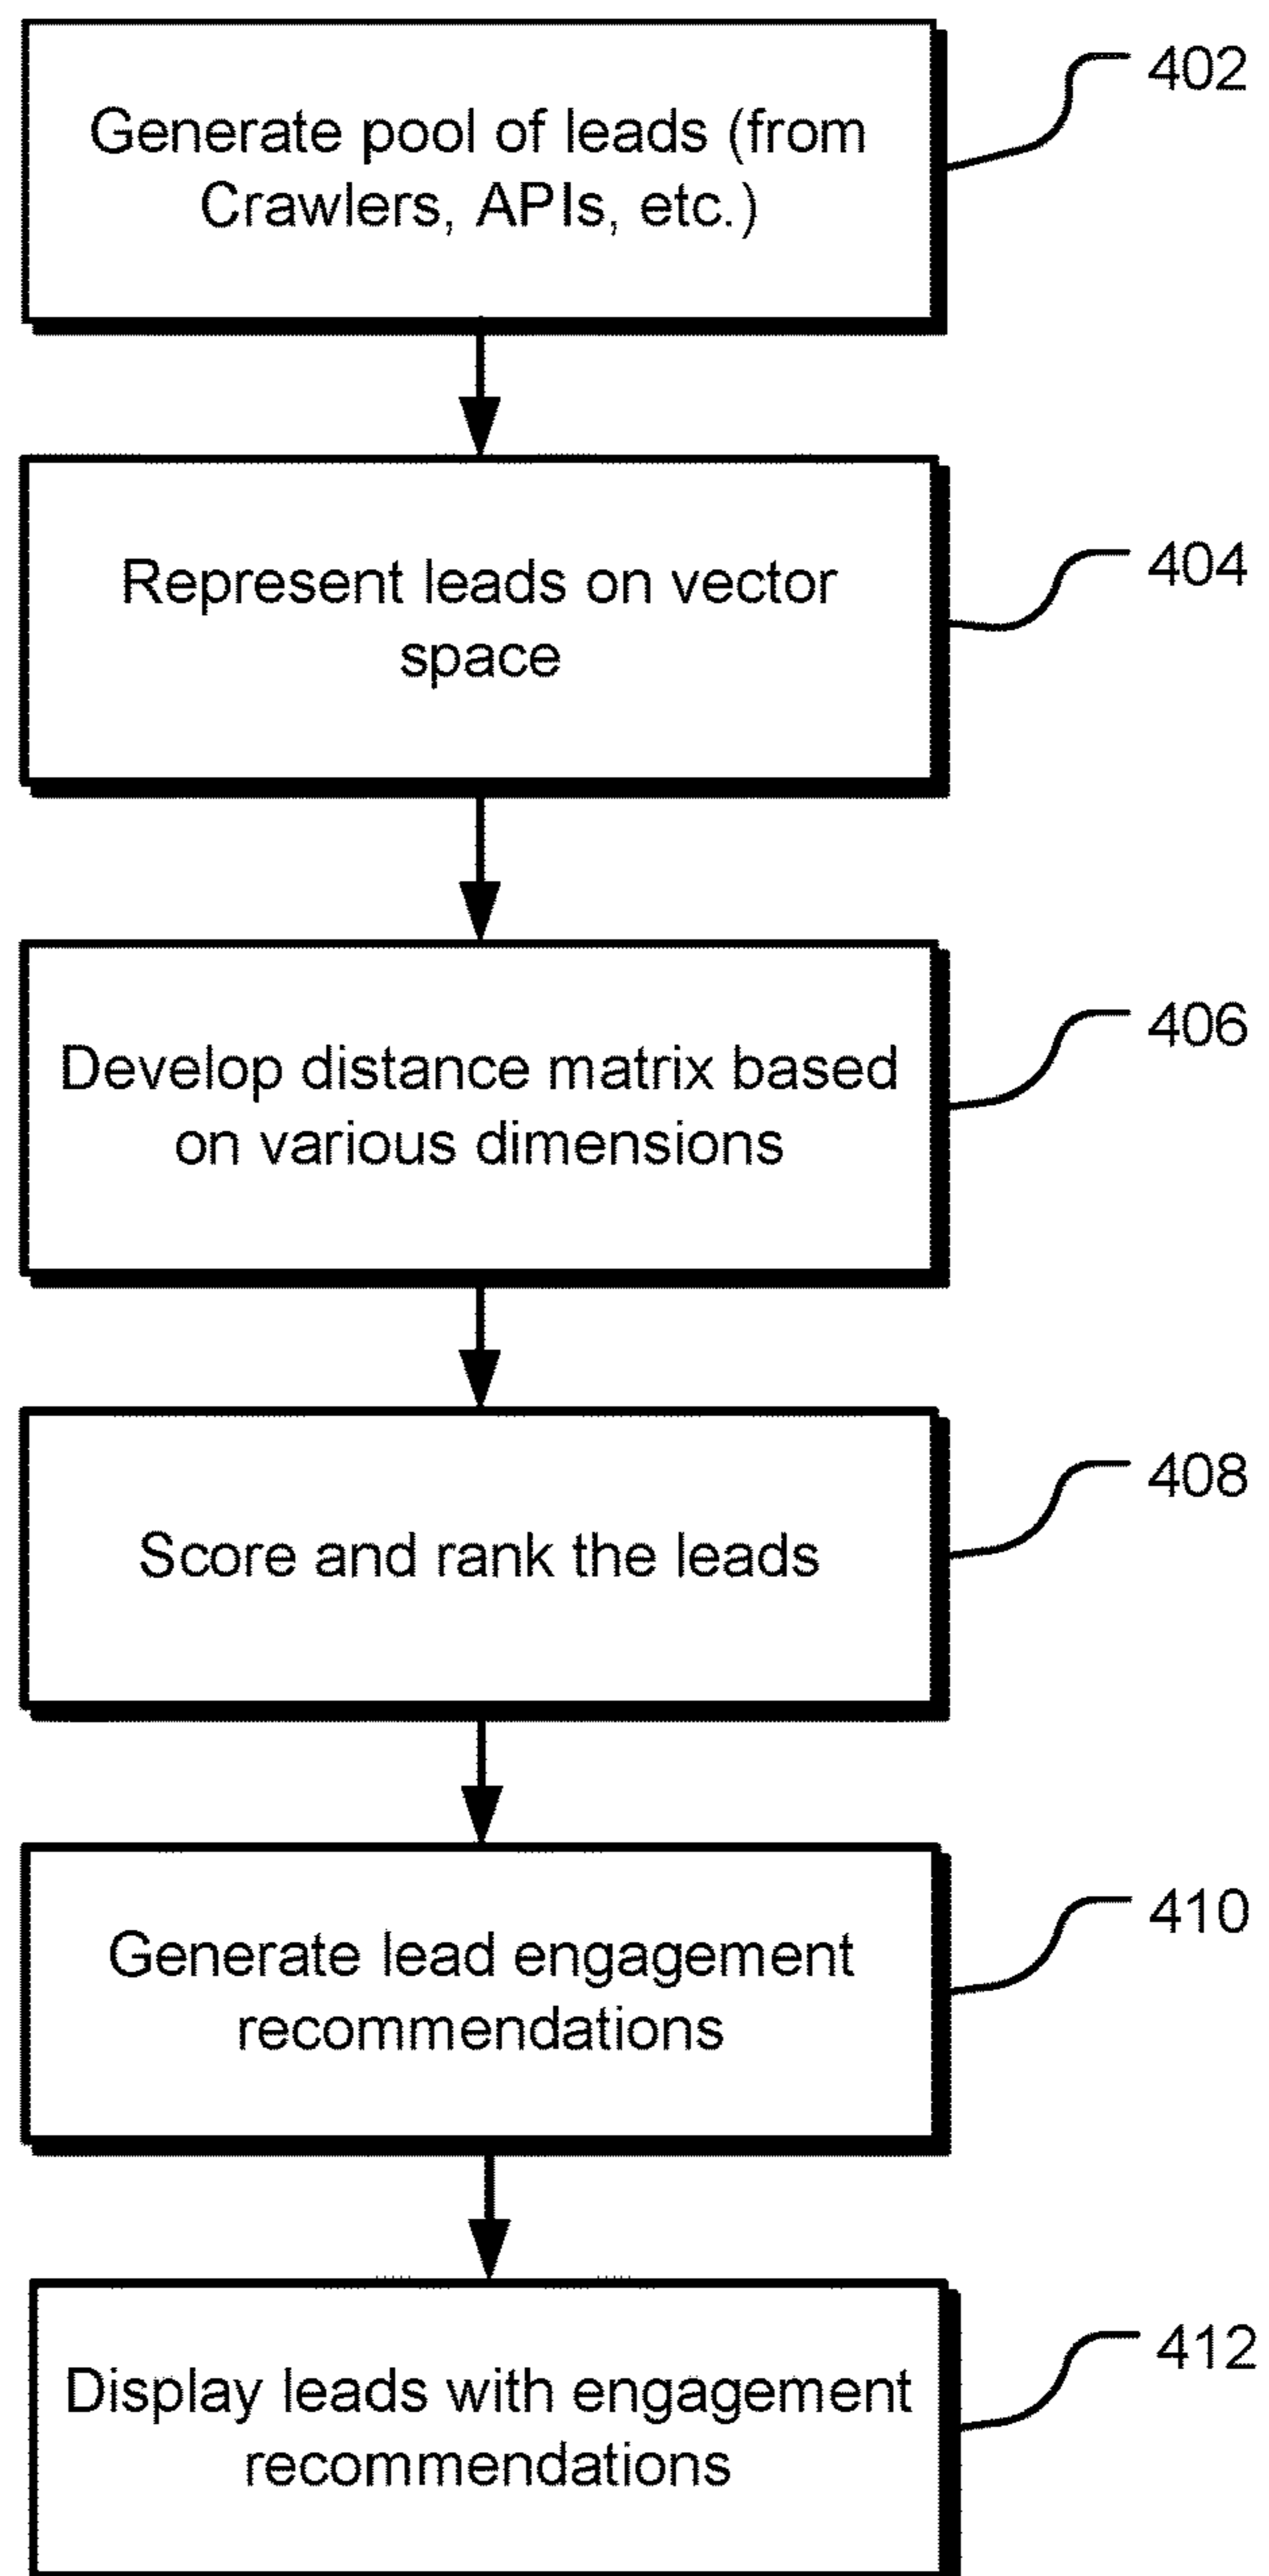 Generate pool of leads (from
Crawlers, APIs, etc.)
402
Represent leads on vector
space
404
Develop distance matrix based
on various dimensions
406
Score and rank the leads
408
Generate lead engagement
recommendations
410
Display leads with engagement
recommendations
412